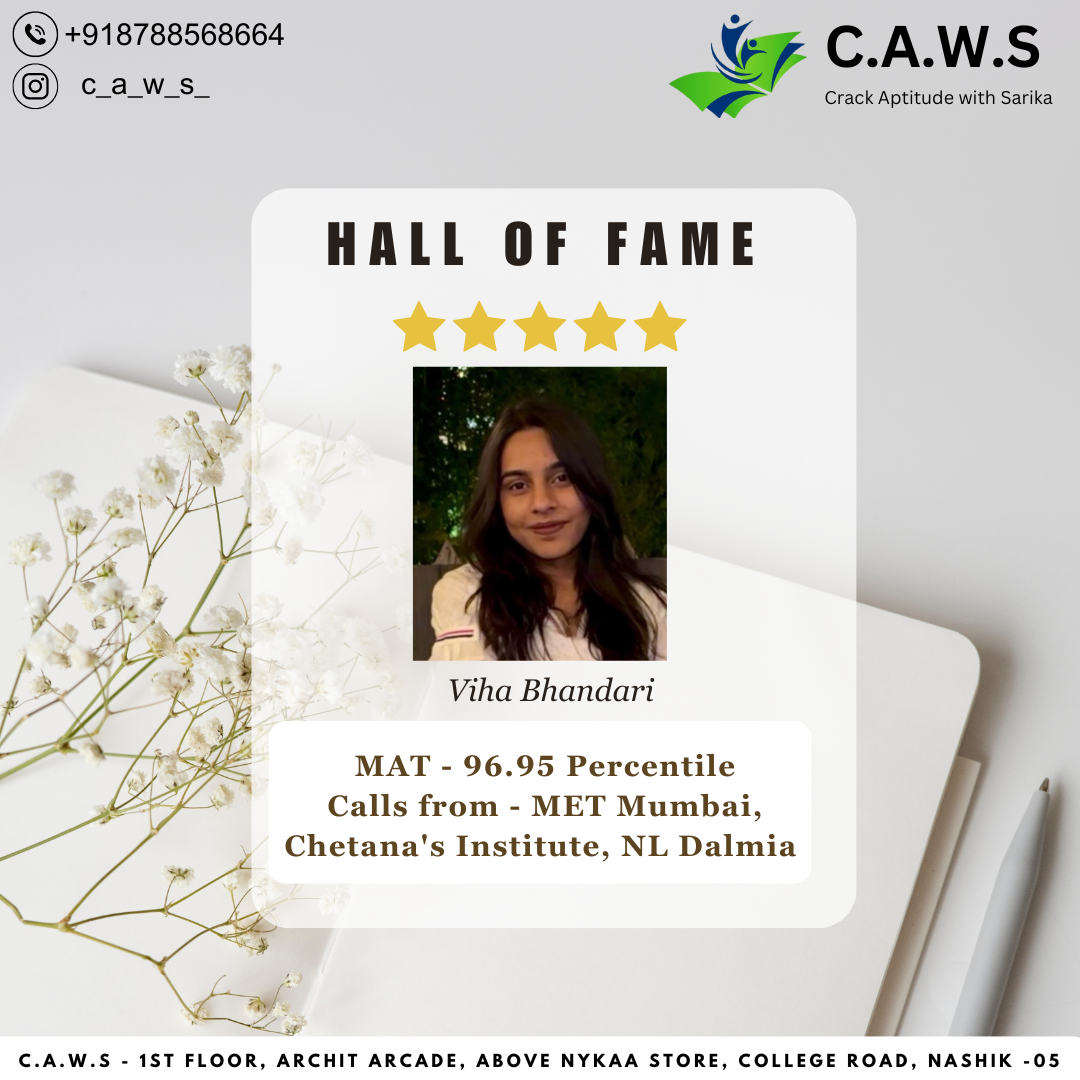 +918788568664
c_a_w_s_
C.A.W.S
Crack Aptitude with Sarika
HALL OF FAME
Viha Bhandari
MAT - 96.95 Percentile
Calls from - MET Mumbai,
Chetana's Institute, NL Dalmia
C.A.W.S - 1ST FLOOR, ARCHIT ARCADE, ABOVE NYKAA STORE, COLLEGE ROAD, NASHIK -05